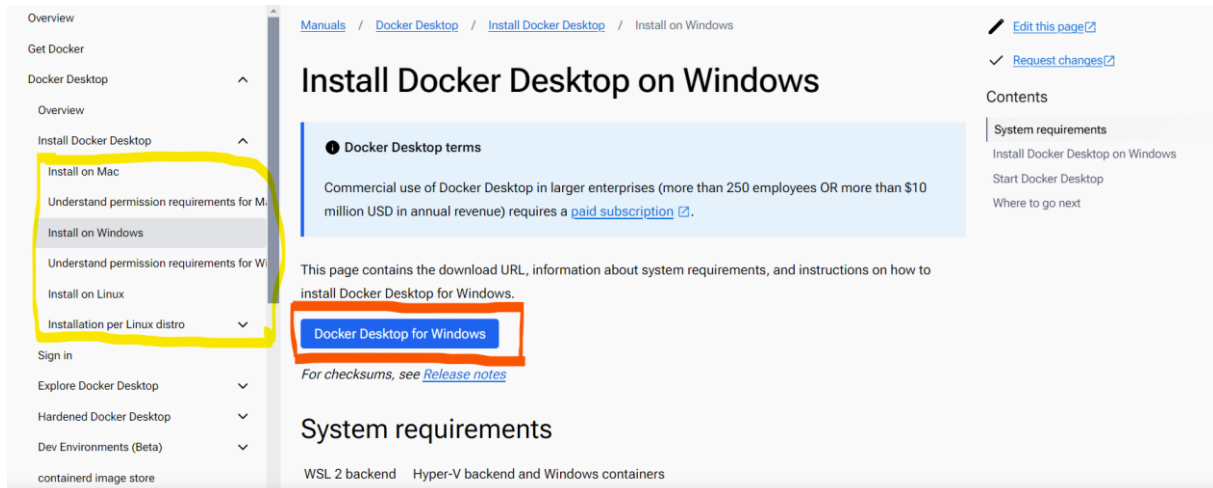 Overview
Get Docker
Docker Desktop
Overview
Install Docker Desktop
Install on Mac
Understand permission requirements for M
Install on Windows
Understand permission requirements for Wi
Install on Linux
Installation per Linux distro
Sign in
Explore Docker Desktop
Hardened Docker Desktop
Dev Environments (Beta)
containerd image store
Manuals / Docker Desktop / Install Docker Desktop / Install on Windows
Install Docker Desktop on Windows
Docker Desktop terms
Commercial use of Docker Desktop in larger enterprises (more than 250 employees OR more than $10
million USD in annual revenue) requires a paid subscription.
This page contains the download URL, information about system requirements, and instructions on how to
install Docker Desktop for Windows.
Docker Desktop for Windows
For checksums, see Release notes
System requirements
WSL 2 backend Hyper-V backend and Windows containers
Edit this page
Request changes
Contents
System requirements
Install Docker Desktop on Windows
Start Docker Desktop
Where to go next